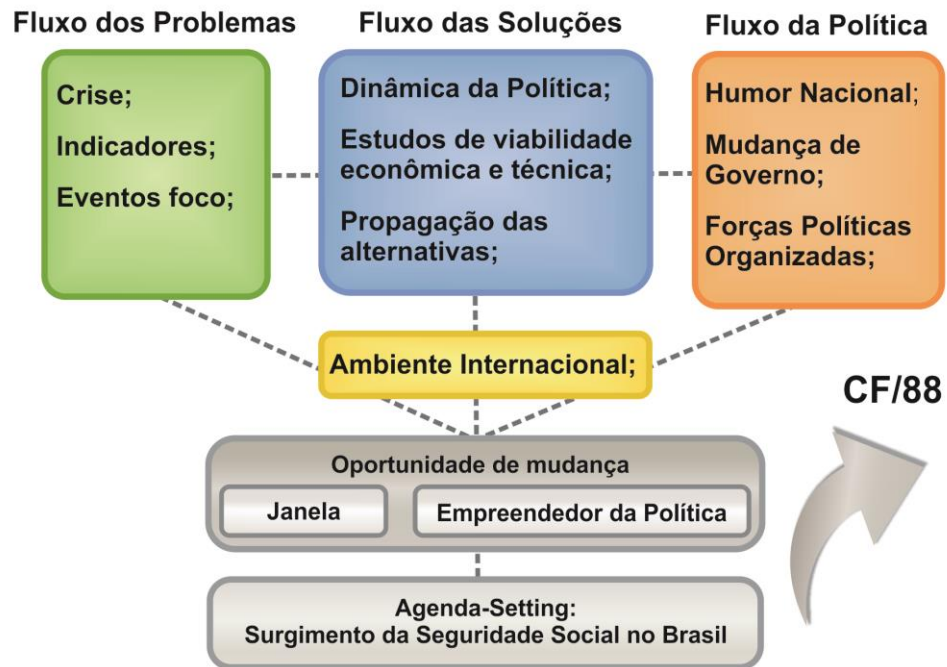 Fluxo dos Problemas
Crise;
Indicadores;
Eventos foco;
Fluxo das Soluções
Dinâmica da Política;
Estudos de viabilidade
econômica e técnica;
Propagação das
alternativas;
Fluxo da Política
Humor Nacional;
Mudança de
Governo;
Forças Políticas
Organizadas;
Ambiente Internacional;
CF/88
Oportunidade de mudança
Janela
Empreendedor da Política
Agenda-Setting:
Surgimento da Seguridade Social no Brasil